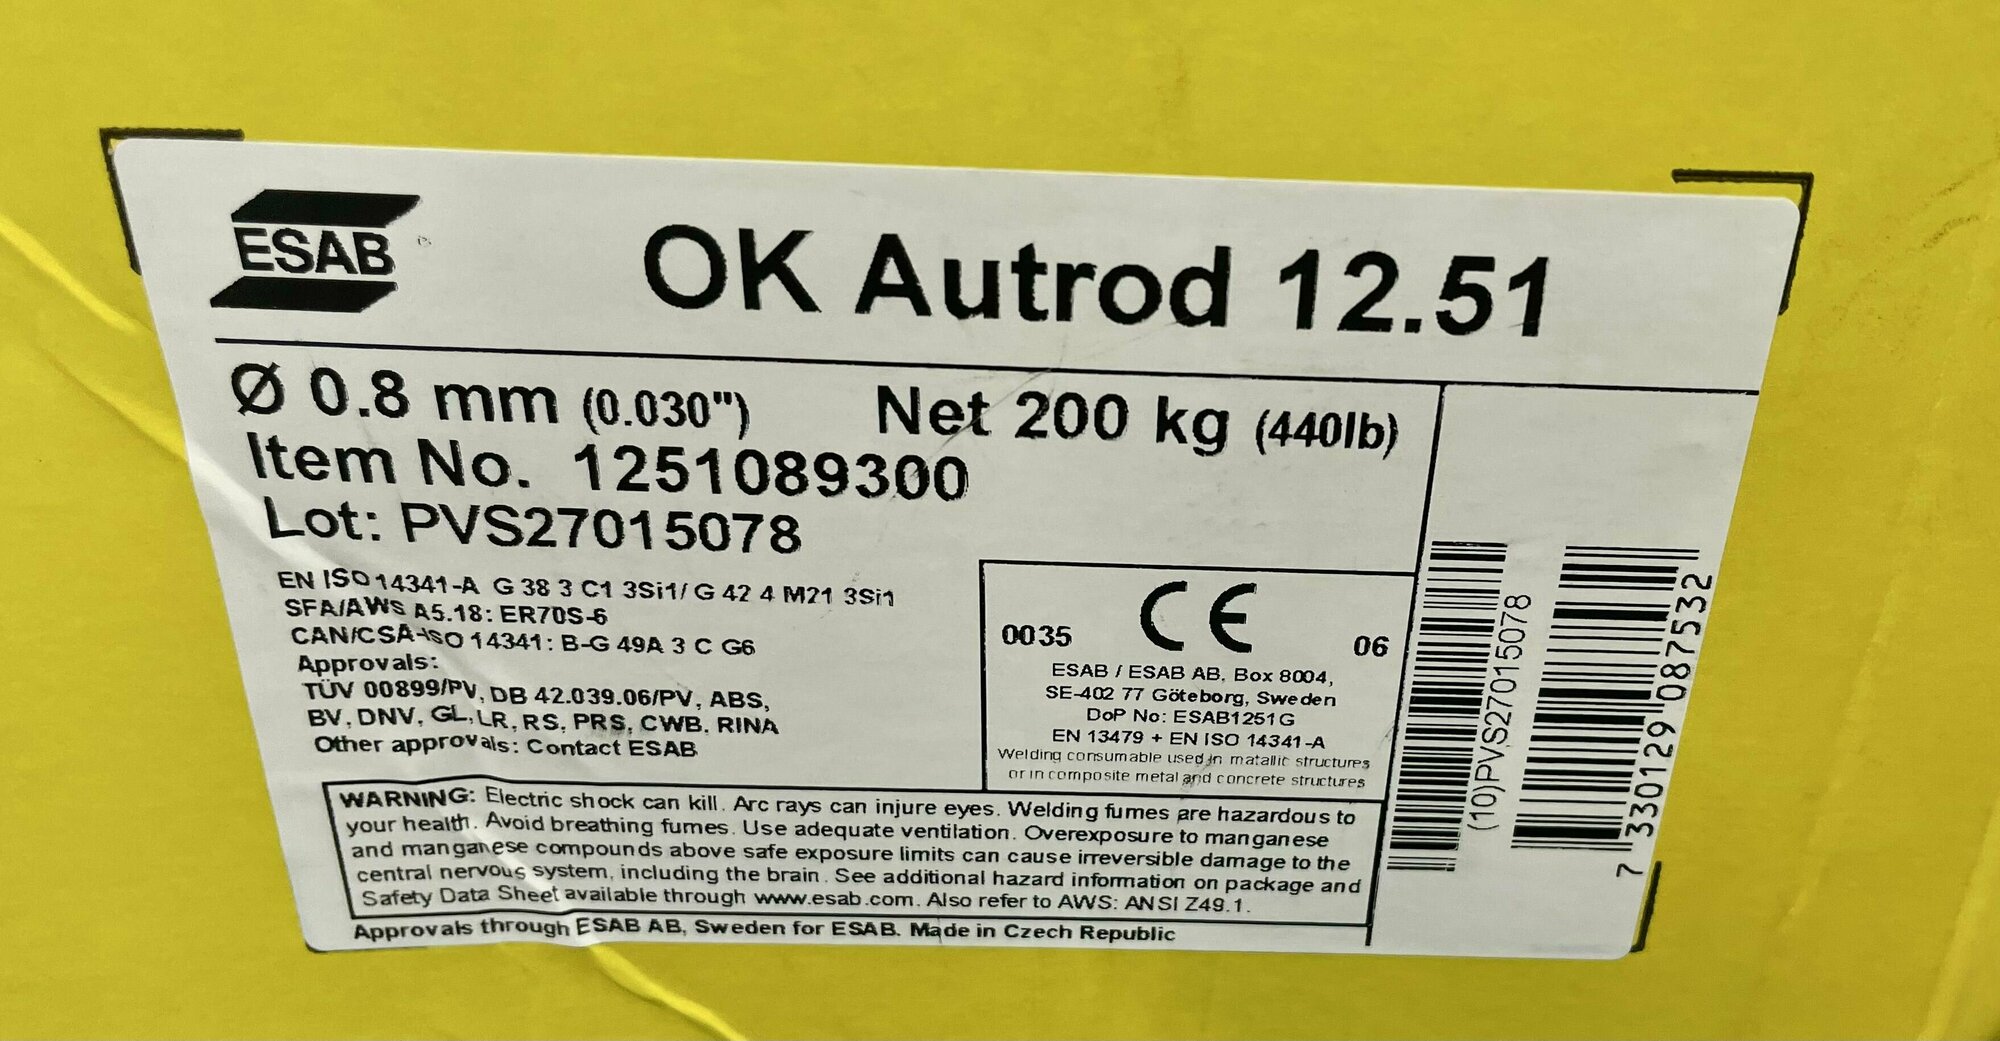 ESAB
OK Autrod 12.51
Ø 0.8 mm (0.030") Net 200 kg (440lb)
Item No. 1251089300
Lot: PVS27015078
EN ISO 14341-A G 38 3 C1 3Si1/ G 42 4 M21 3Si1
SFA/AWS A5.18: ER70S-6
CAN/CSA-ISO 14341: B-G 49A 3 C G6
Approvals:
TÜV 00899/PV, DB 42.039.06/PV, ABS,
BV, DNV, GL, LR, RS, PRS, CWB, RINA
Other approvals: Contact ESAB
CE
0035 06
ESAB / ESAB AB, Box 8004,
SE-402 77 Göteborg, Sweden
DoP No: ESAB1251G
EN 13479 + EN ISO 14341-A
Welding consumable used in matallic structures
or in composite metal and concrete structures
(10)PVS27015078
7 330129 087532
WARNING: Electric shock can kill. Arc rays can injure eyes. Welding fumes are hazardous to
your health. Avoid breathing fumes. Use adequate ventilation. Overexposure to manganese
and manganese compounds above safe exposure limits can cause irreversible damage to the
central nervous system, including the brain. See additional hazard information on package and
Safety Data Sheet available through www.esab.com. Also refer to AWS: ANSI Z49.1.
Approvals through ESAB AB, Sweden for ESAB. Made in Czech Republic